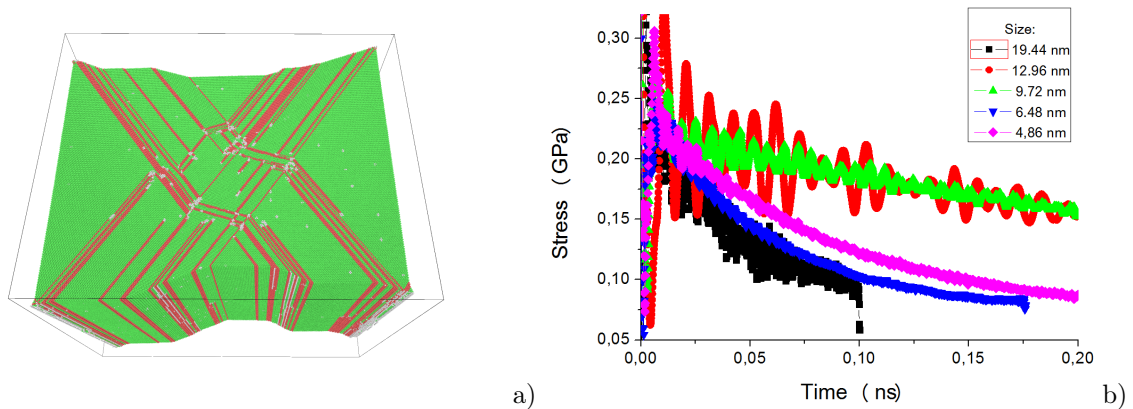 a)
Stress ( GPa)
0,30
0,25
0,20
0,15
0,10
0,05
0,00
0,05
0,10
0,15
0,20
Time ( ns)
Size:
19.44 nm
12.96 nm
9.72 nm
6.48 nm
4,86 nm
b)